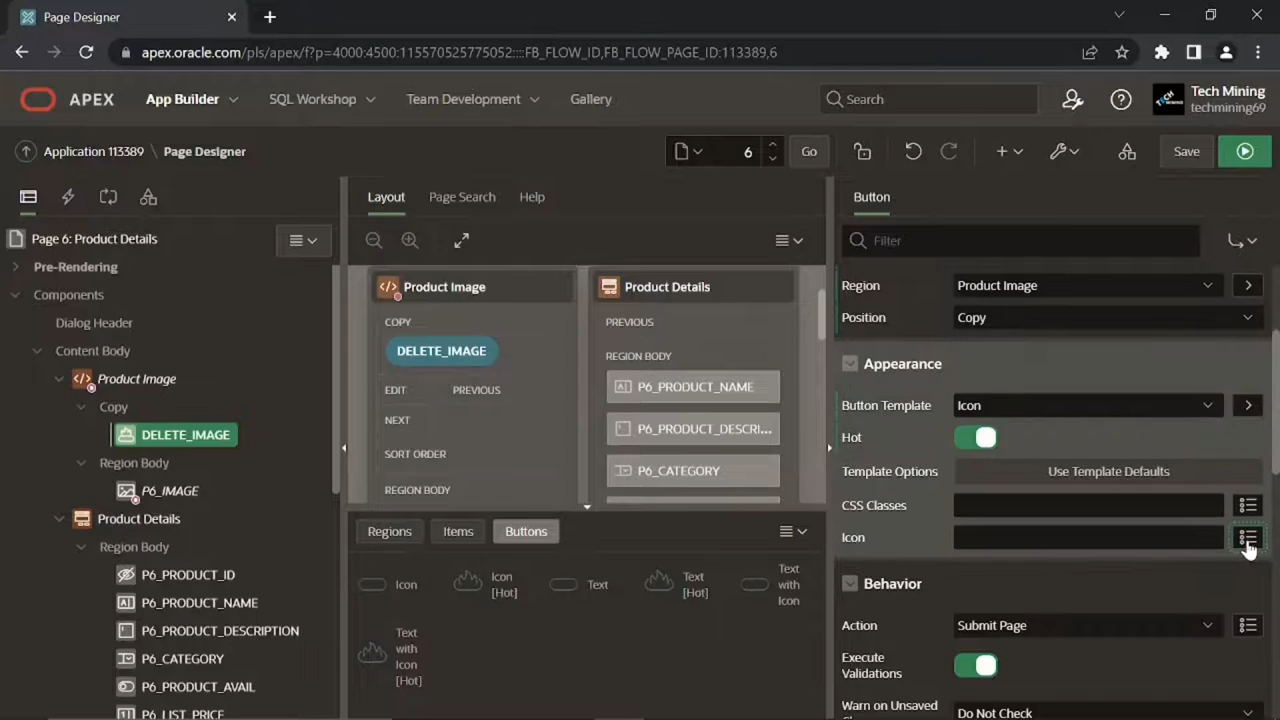 Page Designer
apex.oracle.com/pls/apex/f?p=4000:4500:115570525775052::::FB_FLOW_ID,FB_FLOW_PAGE_ID:113389,6
APEX
App Builder
SQL Workshop
Team Development
Gallery
Search
Tech Mining
techmining69
Application 113389
Page Designer
6
Go
Save
Page 6: Product Details
Pre-Rendering
Components
Dialog Header
Content Body
Product Image
Copy
DELETE_IMAGE
Region Body
P6_IMAGE
Product Details
Region Body
P6_PRODUCT_ID
P6_PRODUCT_NAME
P6_PRODUCT_DESCRIPTION
P6_CATEGORY
P6_PRODUCT_AVAIL
P6_LIST_PRICE
Layout
Page Search
Help
Product Image
COPY
DELETE_IMAGE
EDIT
PREVIOUS
NEXT
SORT ORDER
REGION BODY
Product Details
PREVIOUS
REGION BODY
P6_PRODUCT_NAME
P6_PRODUCT_DESCRI...
P6_CATEGORY
Regions
Items
Buttons
Icon
Icon
[Hot]
Text
Text
[Hot]
Text
with
Icon
Text
with
Icon
[Hot]
Button
Filter
Region
Product Image
Position
Copy
Appearance
Button Template
Icon
Hot
Template Options
Use Template Defaults
CSS Classes
Icon
Behavior
Action
Submit Page
Execute
Validations
Warn on Unsaved
Do Not Check